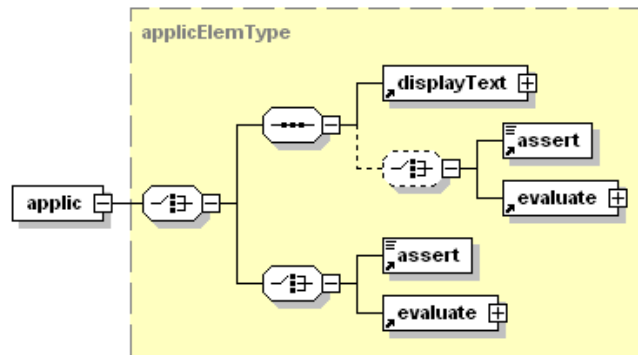 applicElemType
displayText
assert
evaluate
applic
assert
evaluate